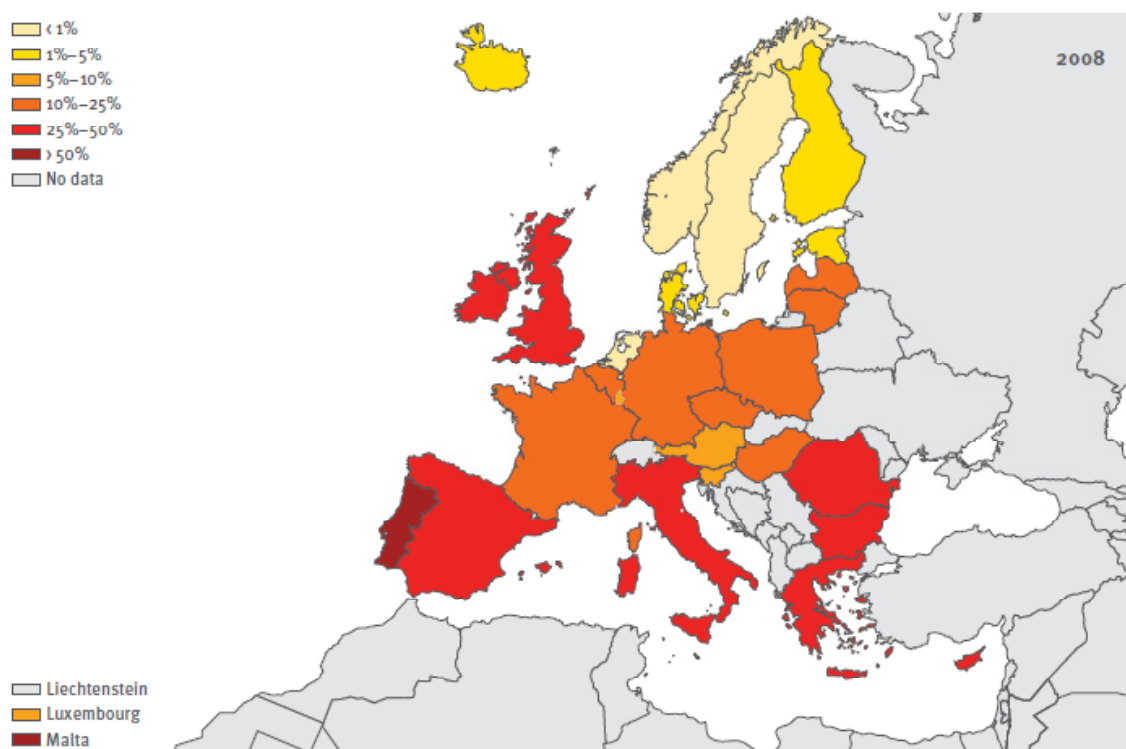 < 1%
1%–5%
5%–10%
10%–25%
25%–50%
> 50%
No data
2008
Liechtenstein
Luxembourg
Malta